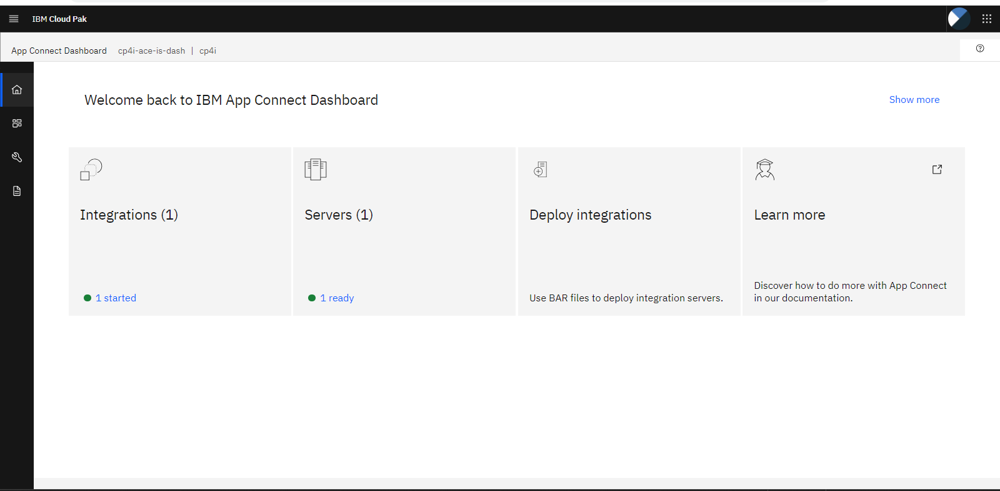 IBM Cloud Pak
App Connect Dashboard cp4i-ace-is-dash | cp4i
Welcome back to IBM App Connect Dashboard
Show more
Integrations (1)
1 started
Servers (1)
1 ready
Deploy integrations
Use BAR files to deploy integration servers.
Learn more
Discover how to do more with App Connect
in our documentation.